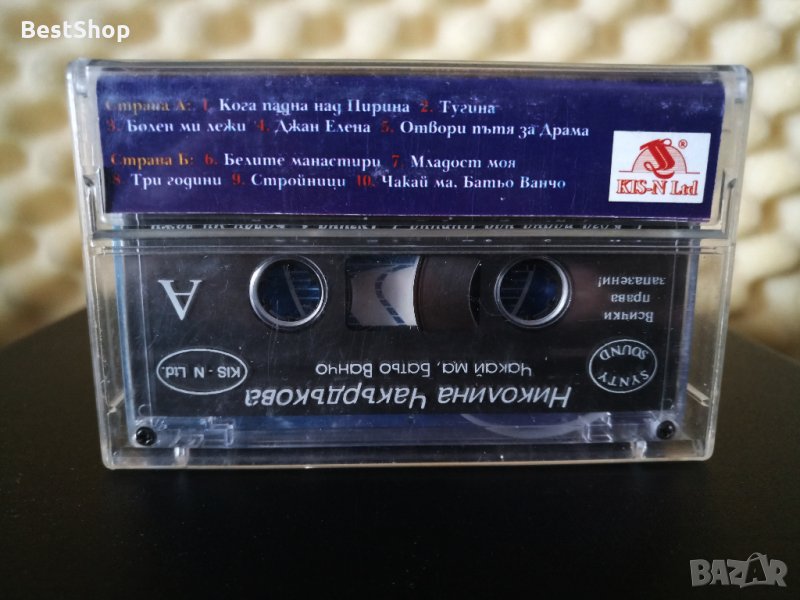 BestShop
Страна А: 1. Кога падна над Пирина 2. Тугина
3. Болен ми лежи 4. Джан Елена 5. Отвори пътя за Драма
Страна Б: 6. Белите манастири 7. Младост моя
8. Три години 9. Стройници 10. Чакай ма, Батьо Ванчо
®
KIS-N Ltd
Николина Чакърдъкова
Чакай ма, Батьо Ванчо
SYNTY
SOUND
KIS - N Ltd.
Всички
права
запазени!
A
BAZAR